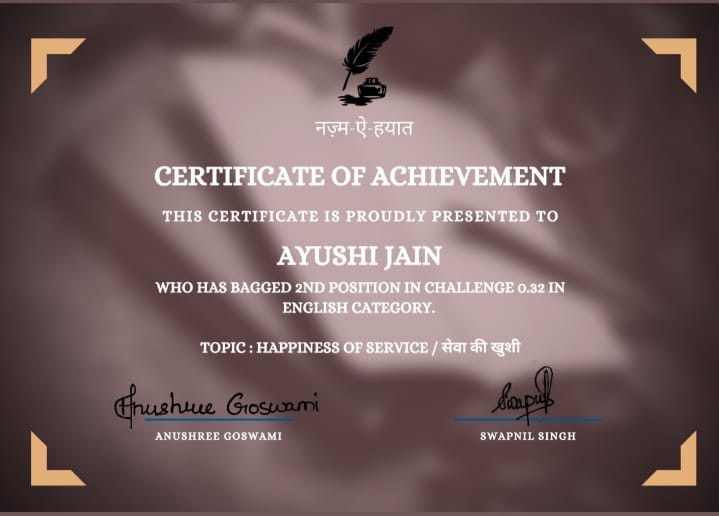 नज़्म-ऐ-हयात
CERTIFICATE OF ACHIEVEMENT
THIS CERTIFICATE IS PROUDLY PRESENTED TO
AYUSHI JAIN
WHO HAS BAGGED 2ND POSITION IN CHALLENGE 0.32 IN
ENGLISH CATEGORY.
TOPIC : HAPPINESS OF SERVICE / सेवा की खुशी
Anushree Goswami
Swapnil
ANUSHREE GOSWAMI
SWAPNIL SINGH